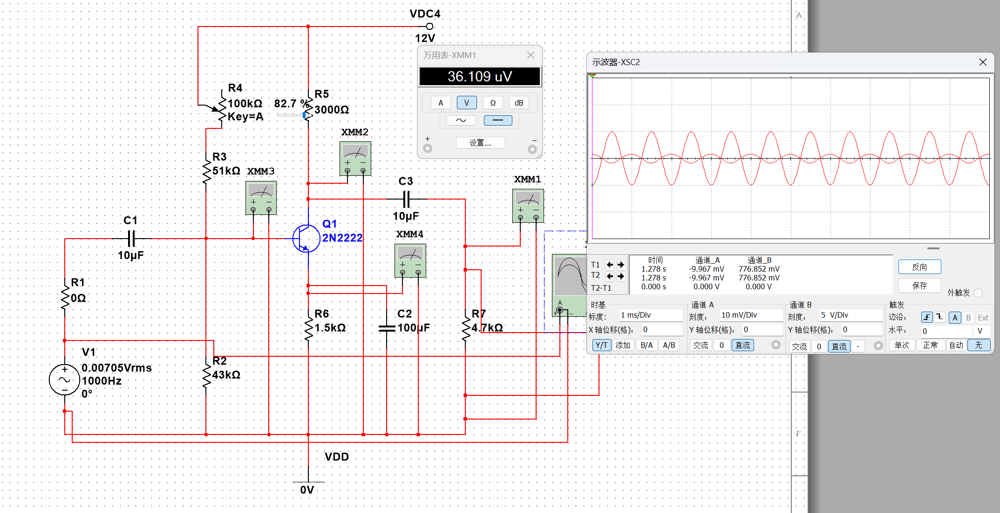 VDC4
12V
A
万用表-XMM1
36.109 uV
A
V
Ω
dB
+
−
设置...
示波器-XSC2
R4
100kΩ
Key=A
82.7 %
R5
3000Ω
XMM2
+ −
R3
51kΩ
XMM3
+ −
C3
10µF
XMM1
+ −
C1
10µF
Q1
2N2222
XMM4
+ −
R1
0Ω
R6
1.5kΩ
C2
100µF
R7
4.7kΩ
A
+ −
V1
0.00705Vrms
1000Hz
0°
+
−
R2
43kΩ
VDD
0V
F
时间 通道_A 通道_B
T1 1.278 s -9.967 mV 776.852 mV
T2 1.278 s -9.967 mV 776.852 mV
T2-T1 0.000 s 0.000 V 0.000 V
反向
保存
外触发
时基
标度： 1 ms/Div
X 轴位移(格)： 0
Y/T 添加 B/A A/B
通道 A
刻度： 10 mV/Div
Y 轴位移(格)： 0
交流 0 直流
通道 B
刻度： 5 V/Div
Y 轴位移(格)： 0
交流 0 直流 -
触发
边沿： A B Ext
水平： 0 V
单次 正常 自动 无